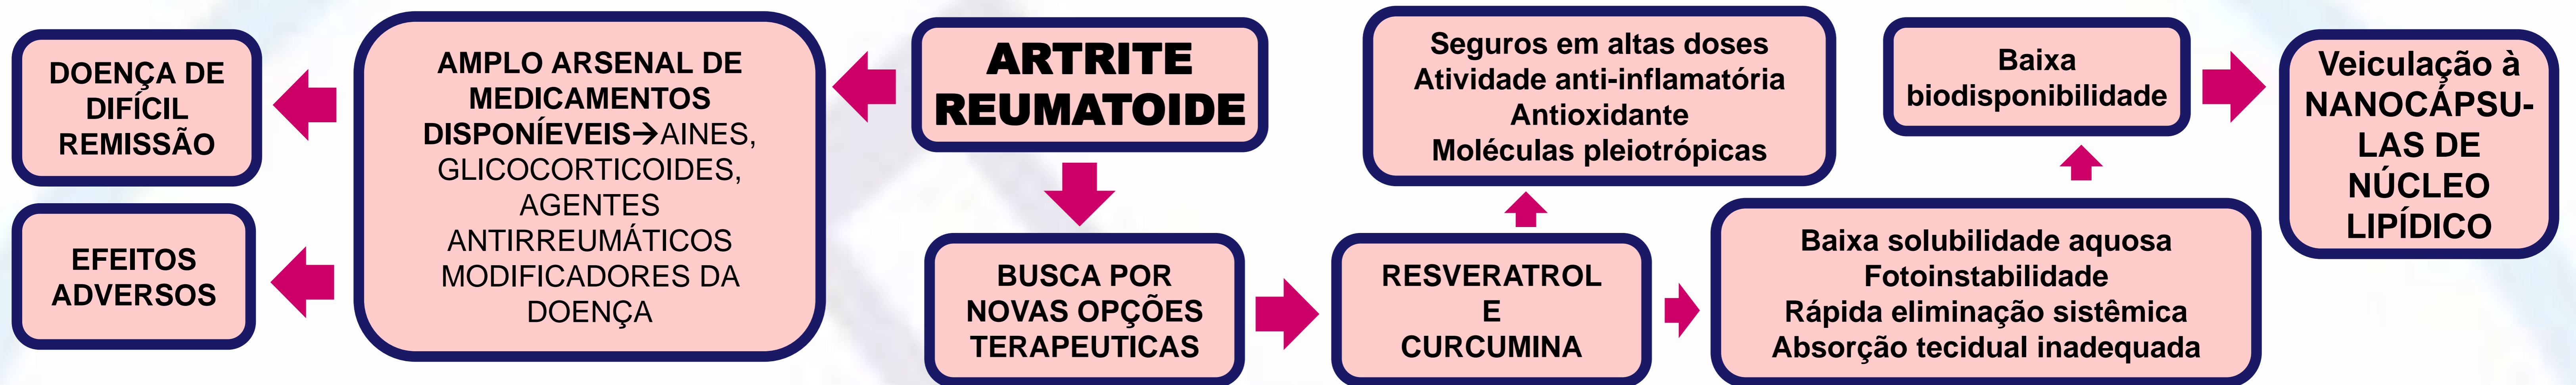 DOENÇA DE
DIFÍCIL
REMISSÃO
EFEITOS
ADVERSOS
AMPLO ARSENAL DE
MEDICAMENTOS
DISPONÍEVEIS→AINES,
GLICOCORTICOIDES,
AGENTES
ANTIRREUMÁTICOS
MODIFICADORES DA
DOENÇA
ARTRITE
REUMATOIDE
BUSCA POR
NOVAS OPÇÕES
TERAPEUTICAS
Seguros em altas doses
Atividade anti-inflamatória
Antioxidante
Moléculas pleiotrópicas
RESVERATROL
E
CURCUMINA
Baixa
biodisponibilidade
Baixa solubilidade aquosa
Fotoinstabilidade
Rápida eliminação sistêmica
Absorção tecidual inadequada
Veiculação à
NANOCÁPSU-
LAS DE
NÚCLEO
LIPÍDICO